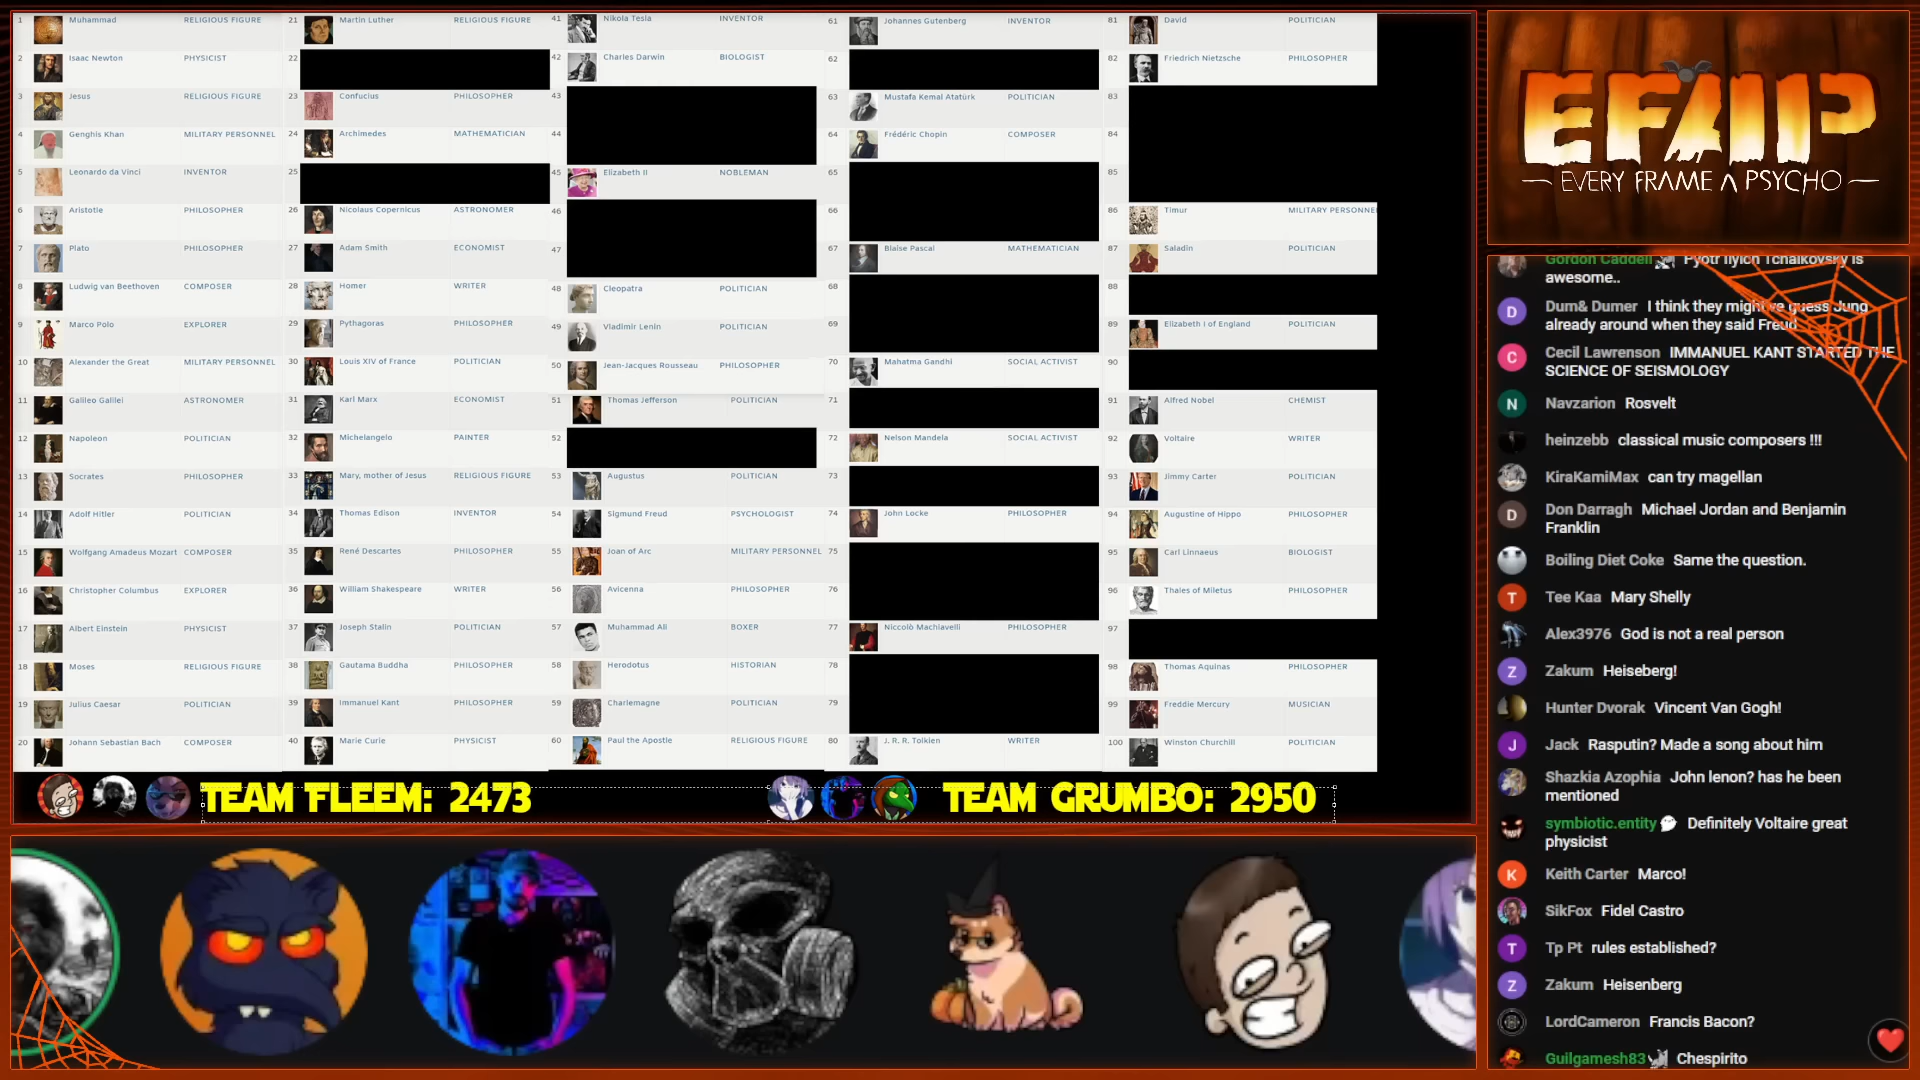 1 Muhammad RELIGIOUS FIGURE
2 Isaac Newton PHYSICIST
3 Jesus RELIGIOUS FIGURE
4 Genghis Khan MILITARY PERSONNEL
5 Leonardo da Vinci INVENTOR
6 Aristotle PHILOSOPHER
7 Plato PHILOSOPHER
8 Ludwig van Beethoven COMPOSER
9 Marco Polo EXPLORER
10 Alexander the Great MILITARY PERSONNEL
11 Galileo Galilei ASTRONOMER
12 Napoleon POLITICIAN
13 Socrates PHILOSOPHER
14 Adolf Hitler POLITICIAN
15 Wolfgang Amadeus Mozart COMPOSER
16 Christopher Columbus EXPLORER
17 Albert Einstein PHYSICIST
18 Moses RELIGIOUS FIGURE
19 Julius Caesar POLITICIAN
20 Johann Sebastian Bach COMPOSER
21 Martin Luther RELIGIOUS FIGURE
22
23 Confucius PHILOSOPHER
24 Archimedes MATHEMATICIAN
25
26 Nicolaus Copernicus ASTRONOMER
27 Adam Smith ECONOMIST
28 Homer WRITER
29 Pythagoras PHILOSOPHER
30 Louis XIV of France POLITICIAN
31 Karl Marx ECONOMIST
32 Michelangelo PAINTER
33 Mary, mother of Jesus RELIGIOUS FIGURE
34 Thomas Edison INVENTOR
35 René Descartes PHILOSOPHER
36 William Shakespeare WRITER
37 Joseph Stalin POLITICIAN
38 Gautama Buddha PHILOSOPHER
39 Immanuel Kant PHILOSOPHER
40 Marie Curie PHYSICIST
41 Nikola Tesla INVENTOR
42 Charles Darwin BIOLOGIST
43
44
45 Elizabeth II NOBLEMAN
46
47
48 Cleopatra POLITICIAN
49 Vladimir Lenin POLITICIAN
50 Jean-Jacques Rousseau PHILOSOPHER
51 Thomas Jefferson POLITICIAN
52
53 Augustus POLITICIAN
54 Sigmund Freud PSYCHOLOGIST
55 Joan of Arc MILITARY PERSONNEL
56 Avicenna PHILOSOPHER
57 Muhammad Ali BOXER
58 Herodotus HISTORIAN
59 Charlemagne POLITICIAN
60 Paul the Apostle RELIGIOUS FIGURE
61 Johannes Gutenberg INVENTOR
62
63 Mustafa Kemal Atatürk POLITICIAN
64 Frédéric Chopin COMPOSER
65
66
67 Blaise Pascal MATHEMATICIAN
68
69
70 Mahatma Gandhi SOCIAL ACTIVIST
71
72 Nelson Mandela SOCIAL ACTIVIST
73
74 John Locke PHILOSOPHER
75
76
77 Niccolò Machiavelli PHILOSOPHER
78
79
80 J. R. R. Tolkien WRITER
81 David POLITICIAN
82 Friedrich Nietzsche PHILOSOPHER
83
84
85
86 Timur MILITARY PERSONNE
87 Saladin POLITICIAN
88
89 Elizabeth I of England POLITICIAN
90
91 Alfred Nobel CHEMIST
92 Voltaire WRITER
93 Jimmy Carter POLITICIAN
94 Augustine of Hippo PHILOSOPHER
95 Carl Linnaeus BIOLOGIST
96 Thales of Miletus PHILOSOPHER
97
98 Thomas Aquinas PHILOSOPHER
99 Freddie Mercury MUSICIAN
100 Winston Churchill POLITICIAN
TEAM FLEEM: 2473
TEAM GRUMBO: 2950
EFAP
EVERY FRAME A PSYCHO
Gordon Caddell Pyotr Ilyich Tchaikovsky is
awesome..
D Dum& Dumer I think they might've guess Jung
already around when they said Freud
C Cecil Lawrenson IMMANUEL KANT STARTED THE
SCIENCE OF SEISMOLOGY
N Navzarion Rosvelt
heinzebb classical music composers !!!
KiraKamiMax can try magellan
D Don Darragh Michael Jordan and Benjamin
Franklin
Boiling Diet Coke Same the question.
T Tee Kaa Mary Shelly
Alex3976 God is not a real person
Z Zakum Heiseberg!
Hunter Dvorak Vincent Van Gogh!
J Jack Rasputin? Made a song about him
Shazkia Azophia John lenon? has he been
mentioned
symbiotic.entity Definitely Voltaire great
physicist
K Keith Carter Marco!
SikFox Fidel Castro
T Tp Pt rules established?
Z Zakum Heisenberg
LordCameron Francis Bacon?
Guilgamesh83 Chespirito